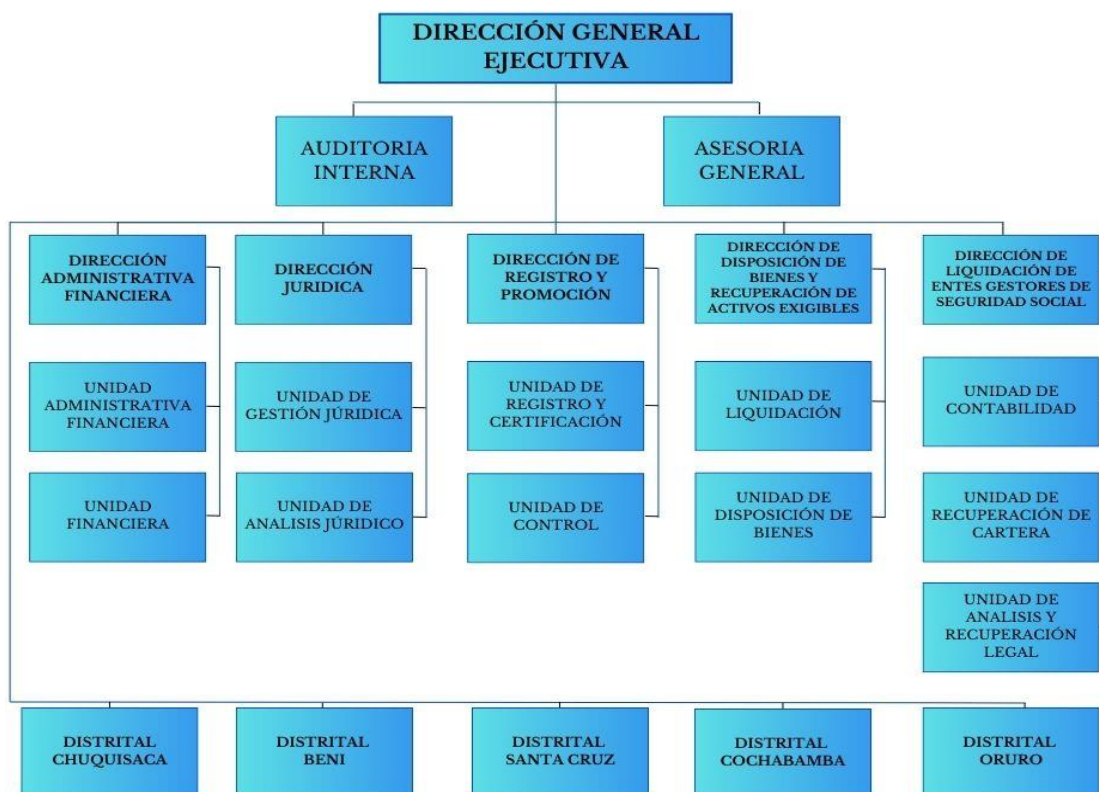 DIRECCIÓN GENERAL
EJECUTIVA
AUDITORIA
INTERNA
ASESORIA
GENERAL
DIRECCIÓN
ADMINISTRATIVA
FINANCIERA
DIRECCIÓN
JURIDICA
DIRECCIÓN DE
REGISTRO Y
PROMOCIÓN
DIRECCIÓN DE
DISPOSICIÓN DE
BIENES Y
RECUPERACIÓN DE
ACTIVOS EXIGIBLES
DIRECCIÓN DE
LIQUIDACIÓN DE
ENTES GESTORES DE
SEGURIDAD SOCIAL
UNIDAD
ADMINISTRATIVA
FINANCIERA
UNIDAD DE
GESTIÓN JÚRIDICA
UNIDAD DE
REGISTRO Y
CERTIFICACIÓN
UNIDAD DE
LIQUIDACIÓN
UNIDAD DE
CONTABILIDAD
UNIDAD
FINANCIERA
UNIDAD DE
ANALISIS JÚRIDICO
UNIDAD DE
CONTROL
UNIDAD DE
DISPOSICIÓN DE
BIENES
UNIDAD DE
RECUPERACIÓN DE
CARTERA
UNIDAD DE
ANALISIS Y
RECUPERACIÓN
LEGAL
DISTRITAL
CHUQUISACA
DISTRITAL
BENI
DISTRITAL
SANTA CRUZ
DISTRITAL
COCHABAMBA
DISTRITAL
ORURO